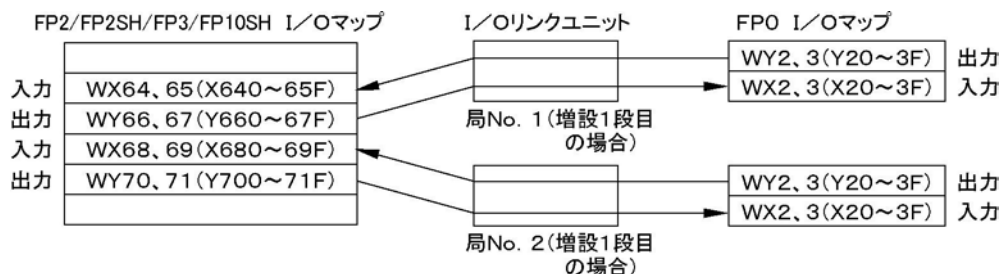 FP2/FP2SH/FP3/FP10SH I/Oマップ
I/Oリンクユニット
FP0 I/Oマップ
入力 WX64、65(X640～65F)
出力 WY66、67(Y660～67F)
入力 WX68、69(X680～69F)
出力 WY70、71(Y700～71F)
局No. 1(増設1段目
の場合)
局No. 2(増設1段目
の場合)
WY2、3(Y20～3F) 出力
WX2、3(X20～3F) 入力
WY2、3(Y20～3F) 出力
WX2、3(X20～3F) 入力